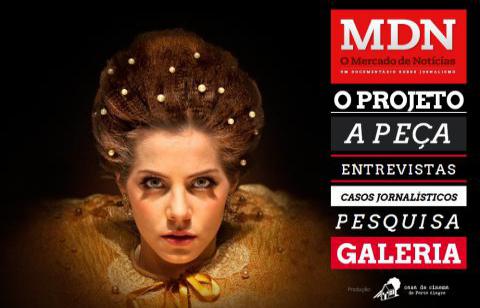 MDN
O Mercado de Notícias
UM DOCUMENTÁRIO SOBRE JORNALISMO
O PROJETO
A PEÇA
ENTREVISTAS
CASOS JORNALÍSTICOS
PESQUISA
GALERIA
Produção: casa de cinema
de Porto Alegre